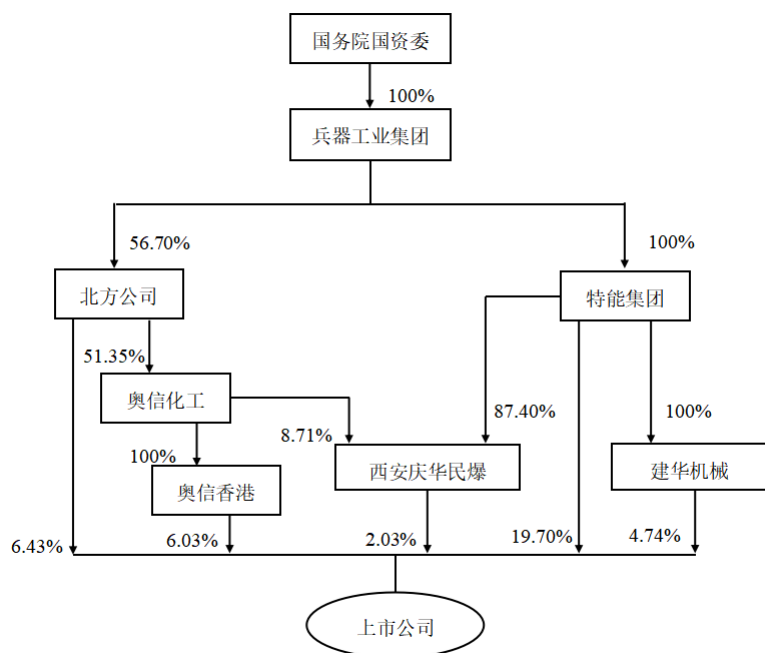 国务院国资委
100%
兵器工业集团
56.70%
100%
北方公司
特能集团
51.35%
奥信化工
8.71%
87.40%
100%
100%
奥信香港
西安庆华民爆
建华机械
6.43%
6.03%
2.03%
19.70%
4.74%
上市公司